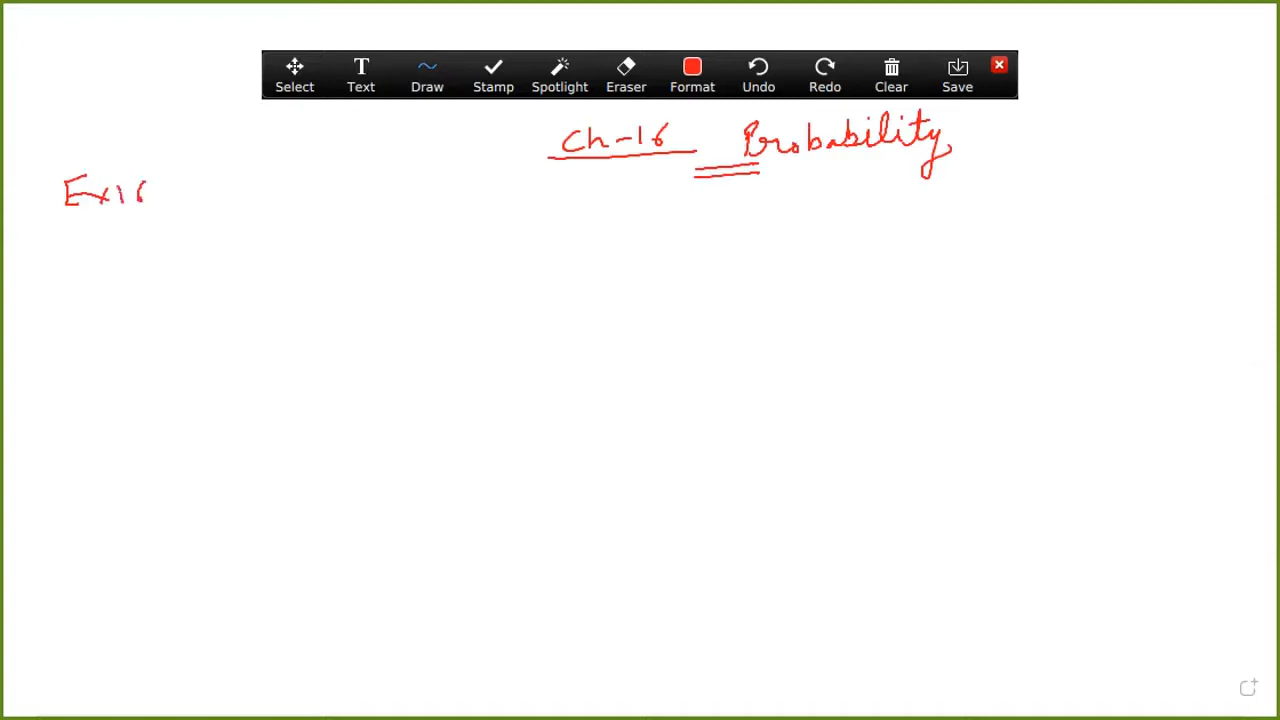 Select Text Draw Stamp Spotlight Eraser Format Undo Redo Clear Save
Ch-16 Probability
Ex16